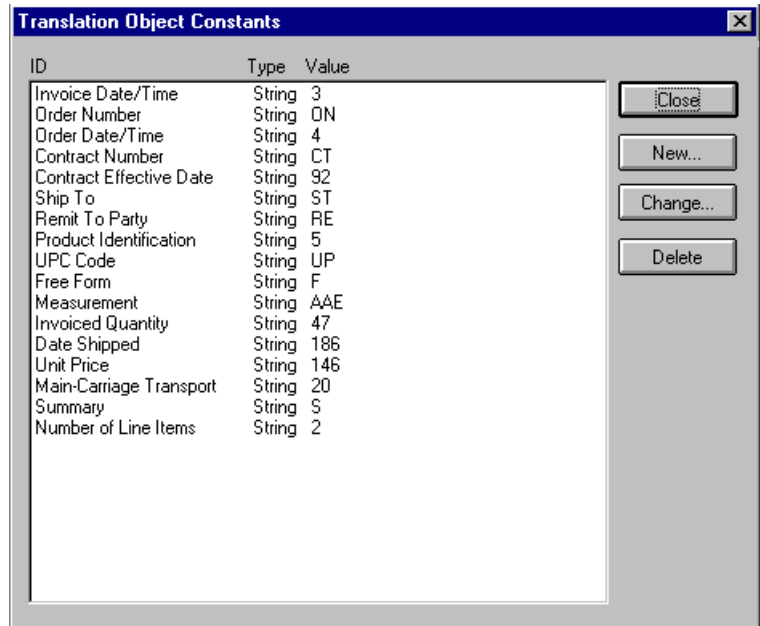 Translation Object Constants
ID Type Value
Invoice Date/Time String 3
Order Number String ON
Order Date/Time String 4
Contract Number String CT
Contract Effective Date String 92
Ship To String ST
Remit To Party String RE
Product Identification String 5
UPC Code String UP
Free Form String F
Measurement String AAE
Invoiced Quantity String 47
Date Shipped String 186
Unit Price String 146
Main-Carriage Transport String 20
Summary String S
Number of Line Items String 2
Close
New...
Change...
Delete